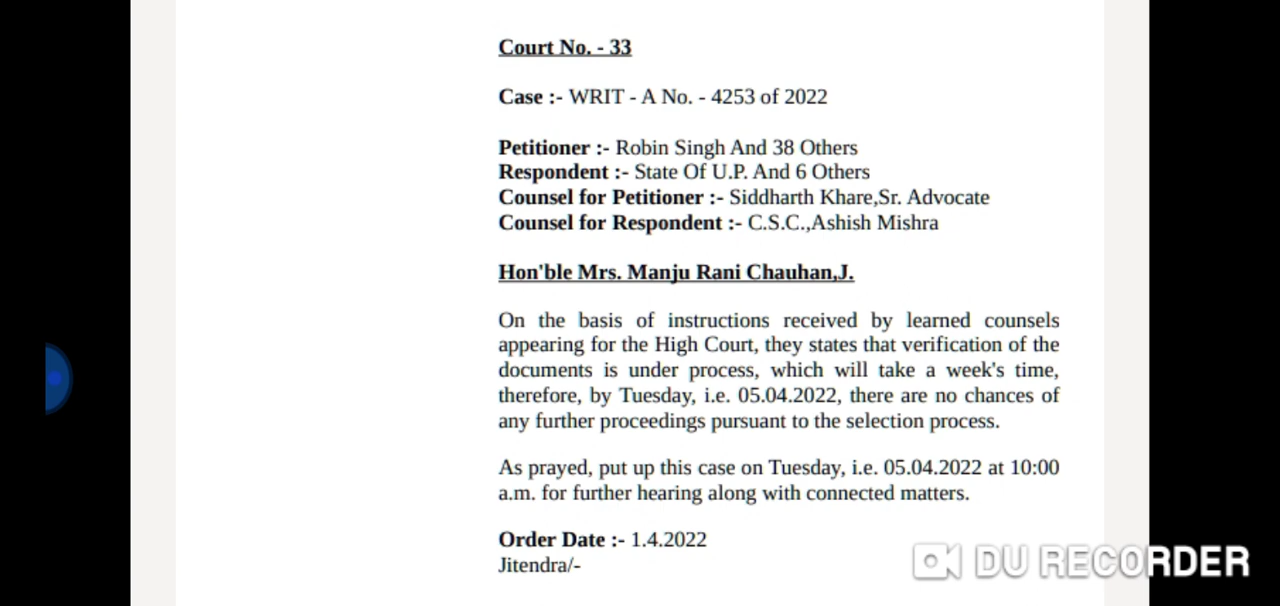 Court No. - 33
Case :- WRIT - A No. - 4253 of 2022
Petitioner :- Robin Singh And 38 Others
Respondent :- State Of U.P. And 6 Others
Counsel for Petitioner :- Siddharth Khare,Sr. Advocate
Counsel for Respondent :- C.S.C.,Ashish Mishra
Hon'ble Mrs. Manju Rani Chauhan,J.
On the basis of instructions received by learned counsels
appearing for the High Court, they states that verification of the
documents is under process, which will take a week's time,
therefore, by Tuesday, i.e. 05.04.2022, there are no chances of
any further proceedings pursuant to the selection process.
As prayed, put up this case on Tuesday, i.e. 05.04.2022 at 10:00
a.m. for further hearing along with connected matters.
Order Date :- 1.4.2022
Jitendra/-
DU RECORDER